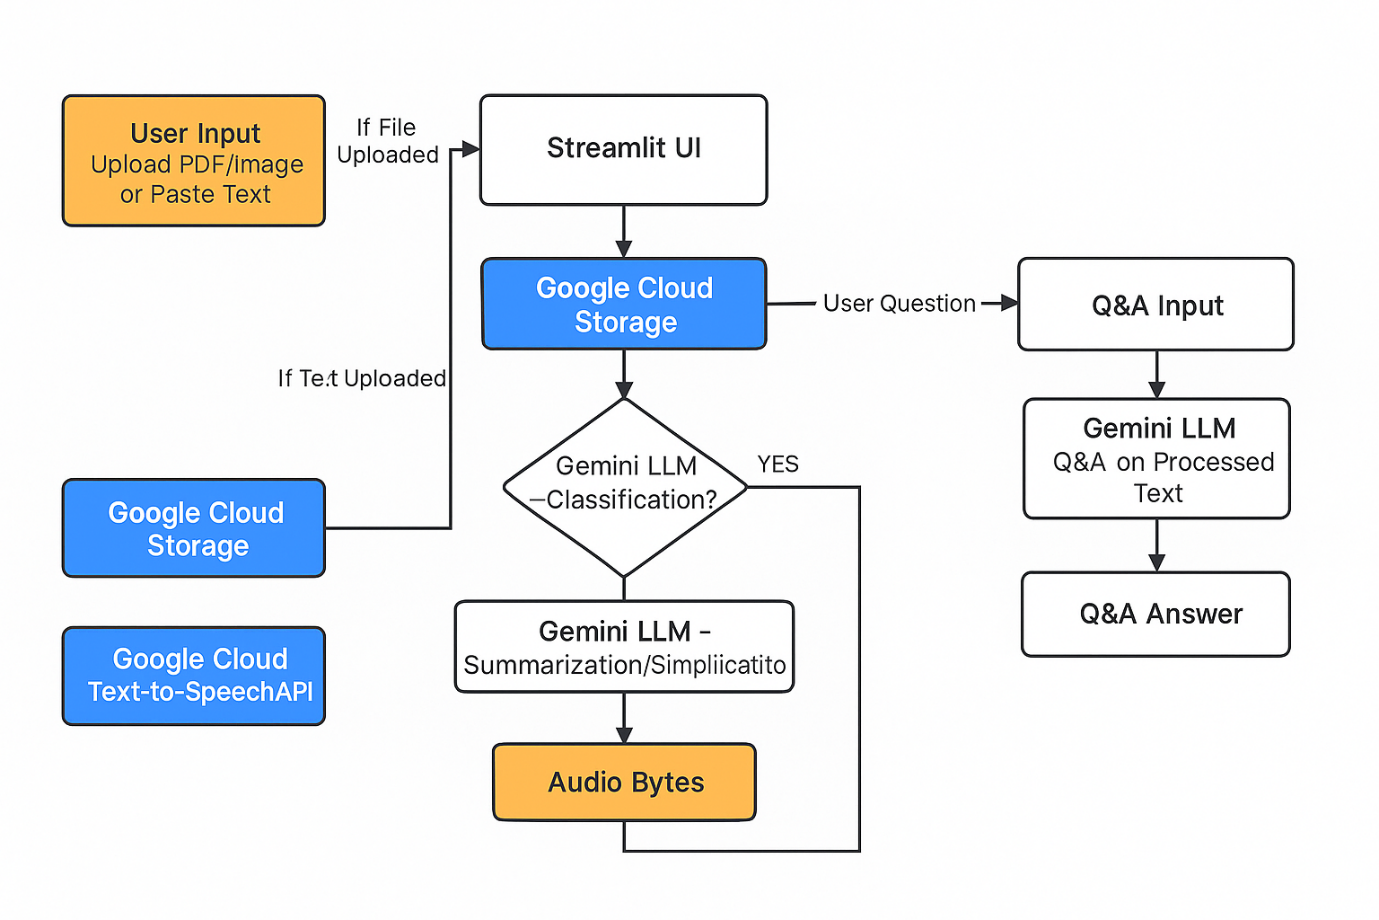 User Input
Upload PDF/Image
or Paste Text
If File
Uploaded
Streamlit UI
Google Cloud
Storage
User Question
Q&A Input
If Text Uploaded
Gemini LLM
–Classification?
YES
Gemini LLM
Q&A on Processed
Text
Google Cloud
Storage
Q&A Answer
Gemini LLM –
Summarization/Simpliicatito
Google Cloud
Text-to-SpeechAPI
Audio Bytes